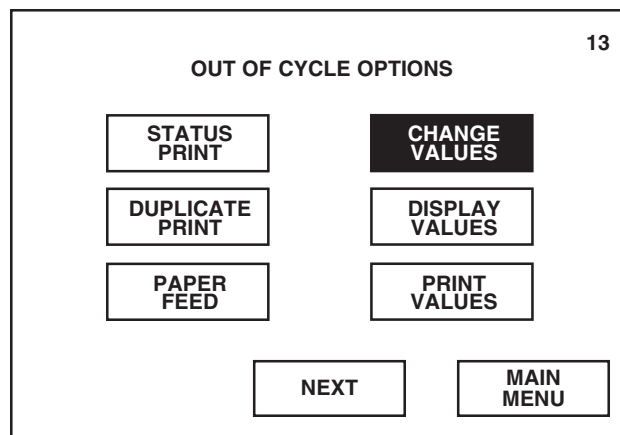 13
OUT OF CYCLE OPTIONS
STATUS
PRINT
CHANGE
VALUES
DUPLICATE
PRINT
DISPLAY
VALUES
PAPER
FEED
PRINT
VALUES
NEXT
MAIN
MENU